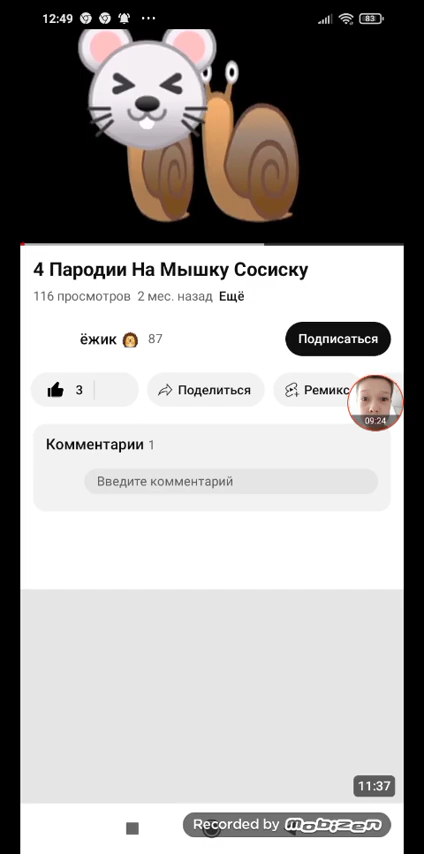 12:49 83
4 Пародии На Мышку Сосиску
116 просмотров 2 мес. назад Ещё
ёжик 87
Подписаться
3
Поделиться
Ремикс
09:24
Комментарии 1
Введите комментарий
11:37
Recorded by mobizen